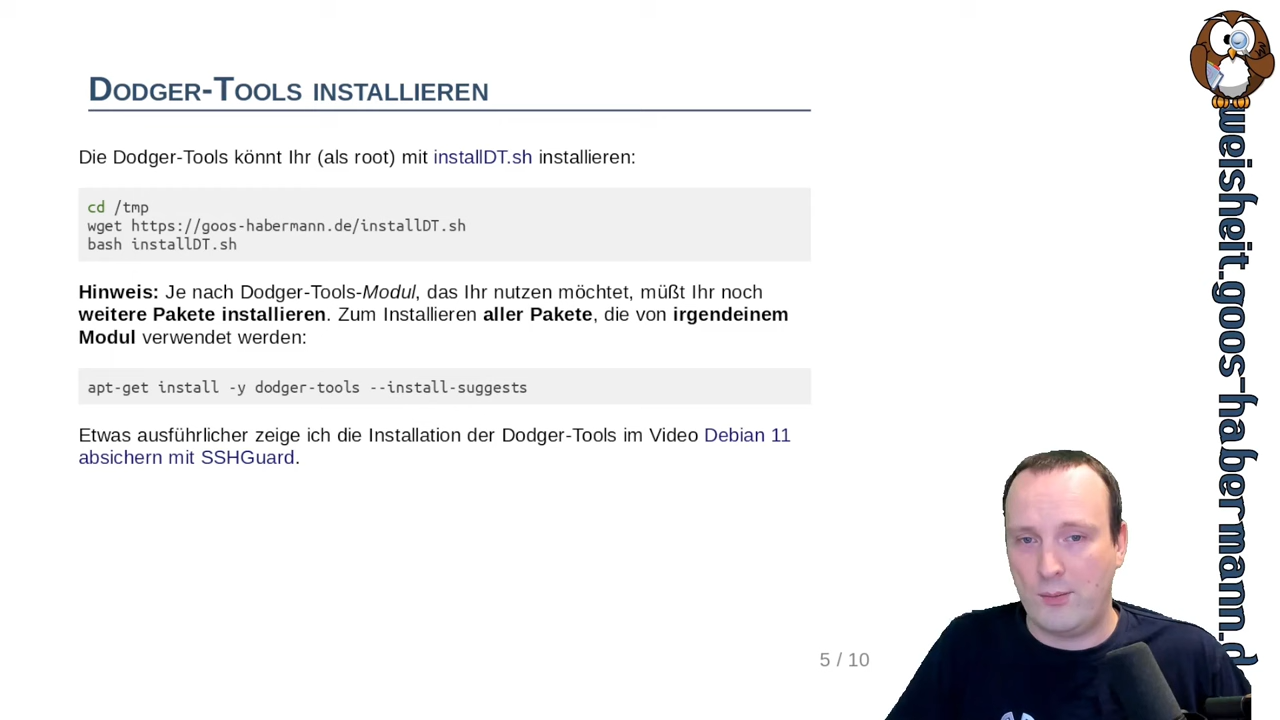 Dodger-Tools installieren
Die Dodger-Tools könnt Ihr (als root) mit installDT.sh installieren:
cd /tmp
wget https://goos-habermann.de/installDT.sh
bash installDT.sh
Hinweis: Je nach Dodger-Tools-Modul, das Ihr nutzen möchtet, müßt Ihr noch
weitere Pakete installieren. Zum Installieren aller Pakete, die von irgendeinem
Modul verwendet werden:
apt-get install -y dodger-tools --install-suggests
Etwas ausführlicher zeige ich die Installation der Dodger-Tools im Video Debian 11
absichern mit SSHGuard.
5 / 10
weisheit.goos-habermann.d